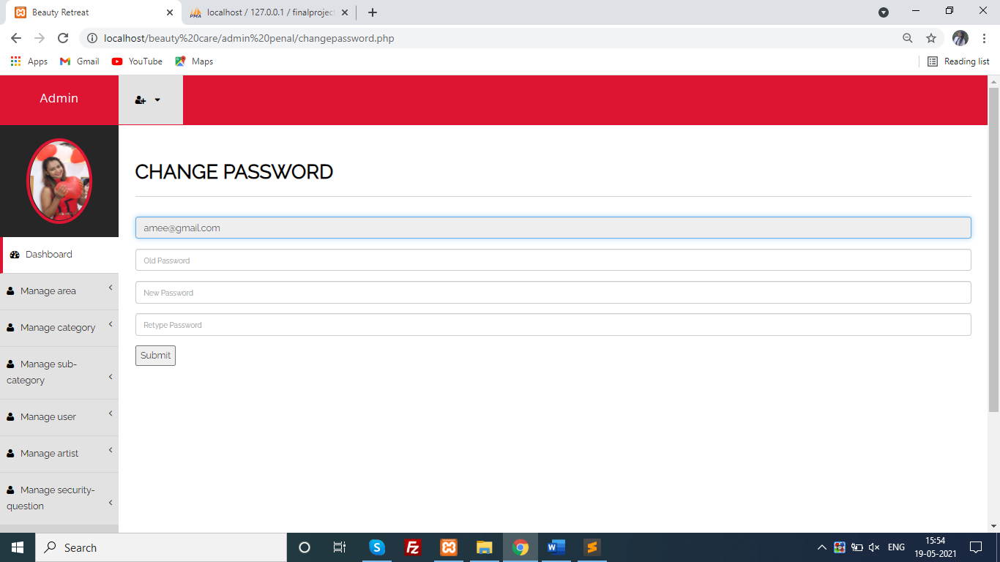 Beauty Retreat
localhost / 127.0.0.1 / finalproject
localhost/beauty%20care/admin%20penal/changepassword.php
Apps Gmail YouTube Maps Reading list
Admin
CHANGE PASSWORD
amee@gmail.com
Old Password
New Password
Retype Password
Submit
Dashboard
Manage area
Manage category
Manage sub-
category
Manage user
Manage artist
Manage security-
question
Search
ENG
15:54
19-05-2021